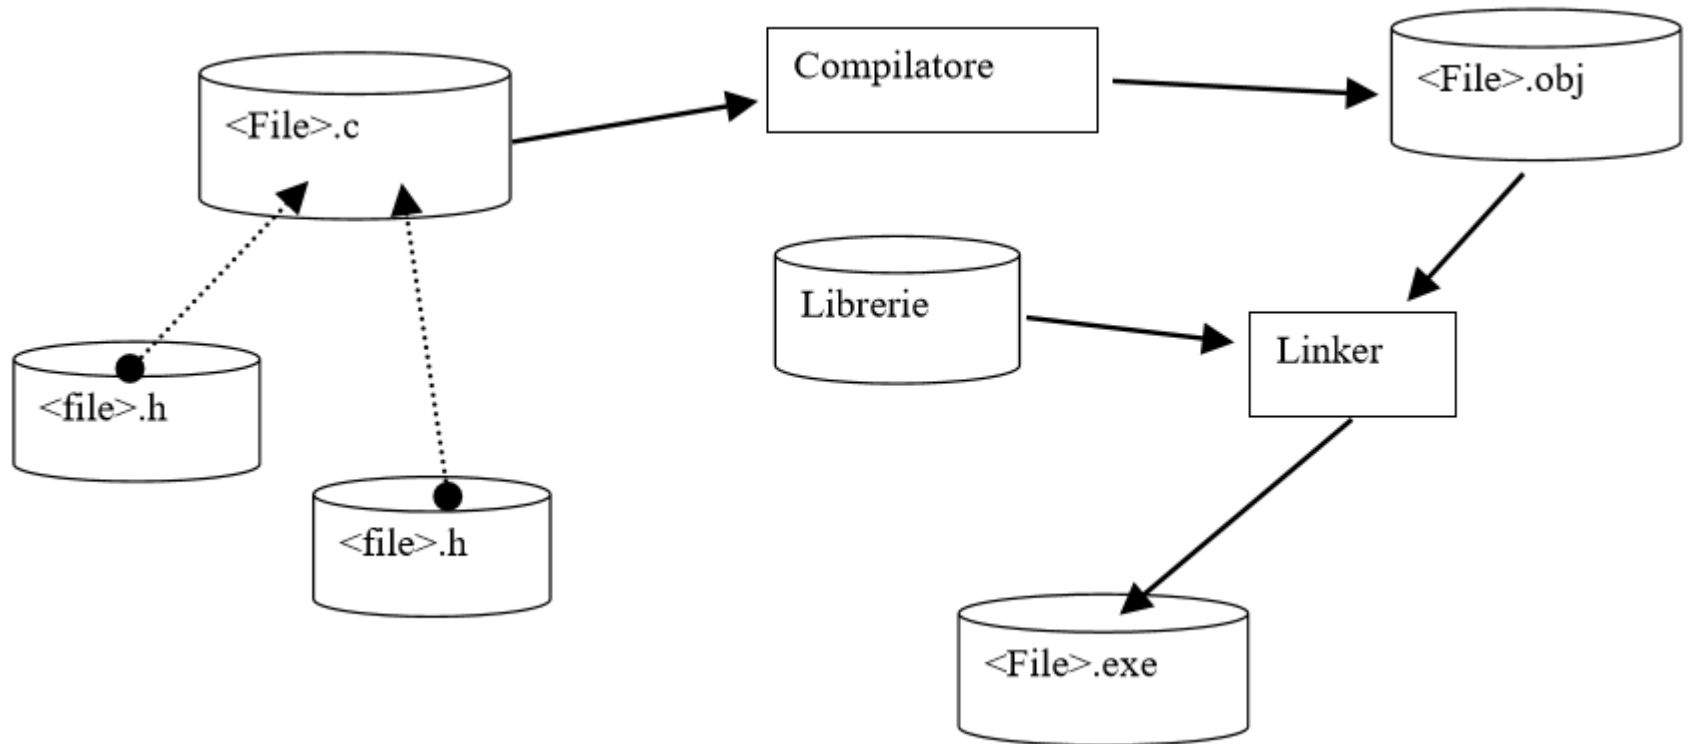 <File>.c
Compilatore
<File>.obj
Librerie
Linker
<file>.h
<file>.h
<File>.exe